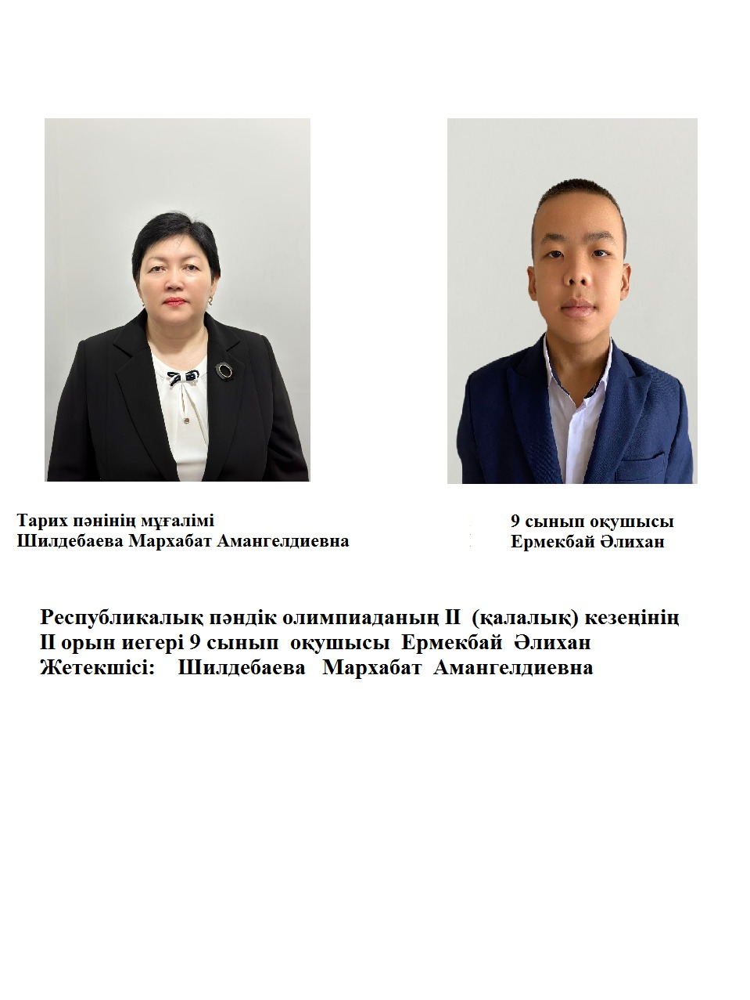 Тарих пәнінің мұғалімі
Шилдебаева Мархабат Амангелдиевна
9 сынып оқушысы
Ермекбай Әлихан
Республикалық пәндік олимпиаданың II (қалалық) кезеңінің
II орын иегері 9 сынып оқушысы Ермекбай Әлихан
Жетекшісі: Шилдебаева Мархабат Амангелдиевна